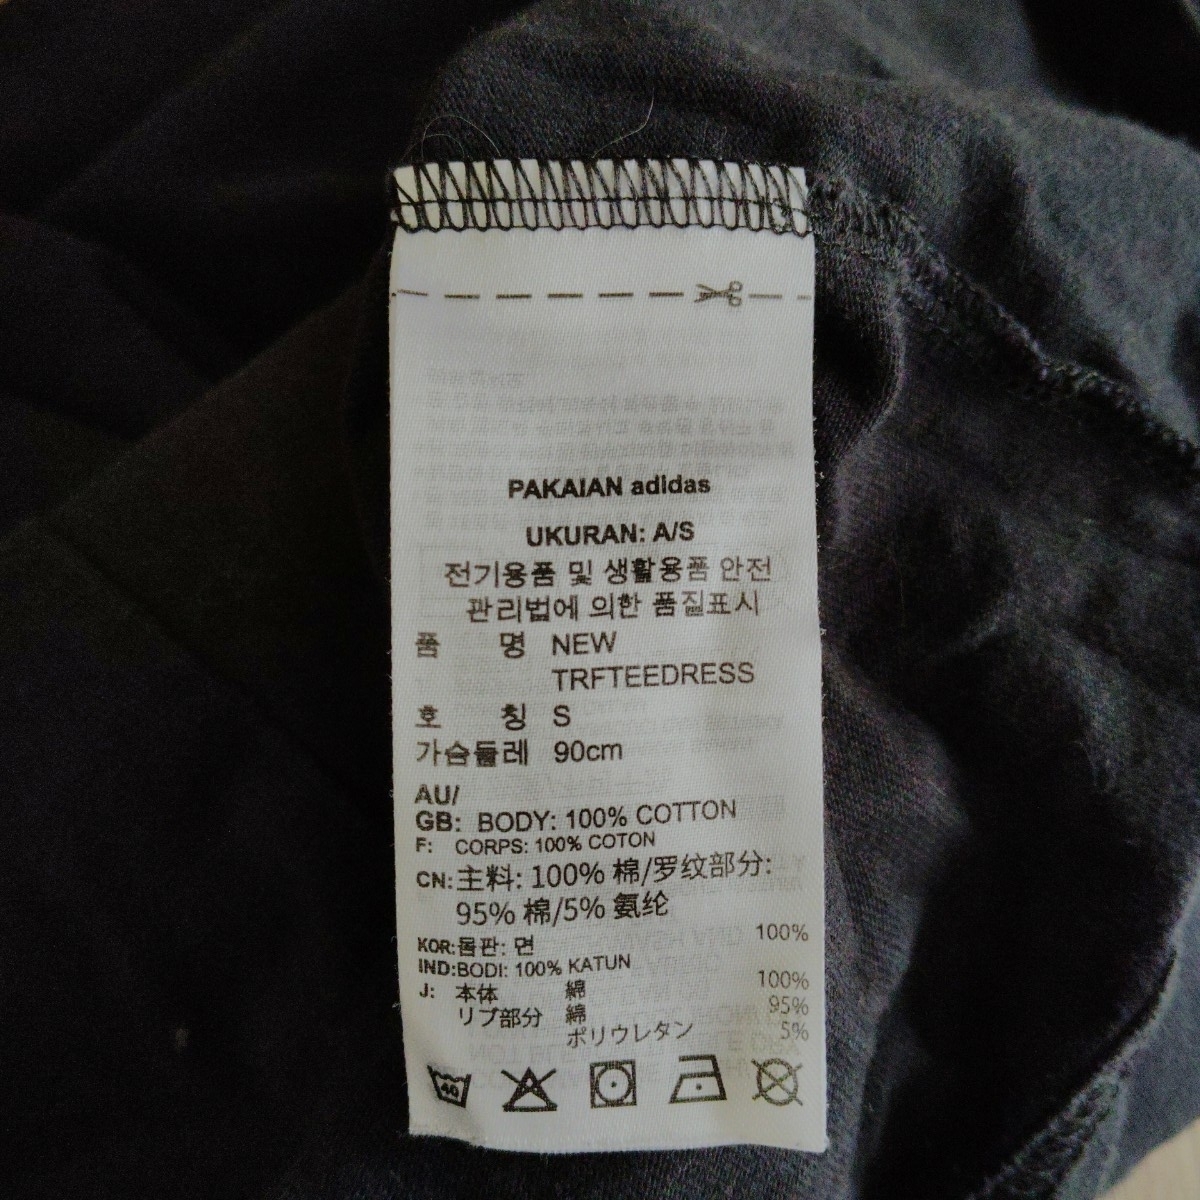 PAKAIAN adidas
UKURAN: A/S
전기용품 및 생활용품 안전
관리법에 의한 품질표시
품 명 NEW
TRFTEEDRESS
호 칭 S
가슴둘레 90cm
AU/
GB: BODY: 100% COTTON
F: CORPS: 100% COTON
CN: 主料: 100% 棉/罗纹部分:
95% 棉/5% 氨纶
KOR: 몸판: 면 100%
IND: BODI: 100% KATUN
J: 本体 綿 100%
リブ部分 綿 95%
ポリウレタン 5%
40